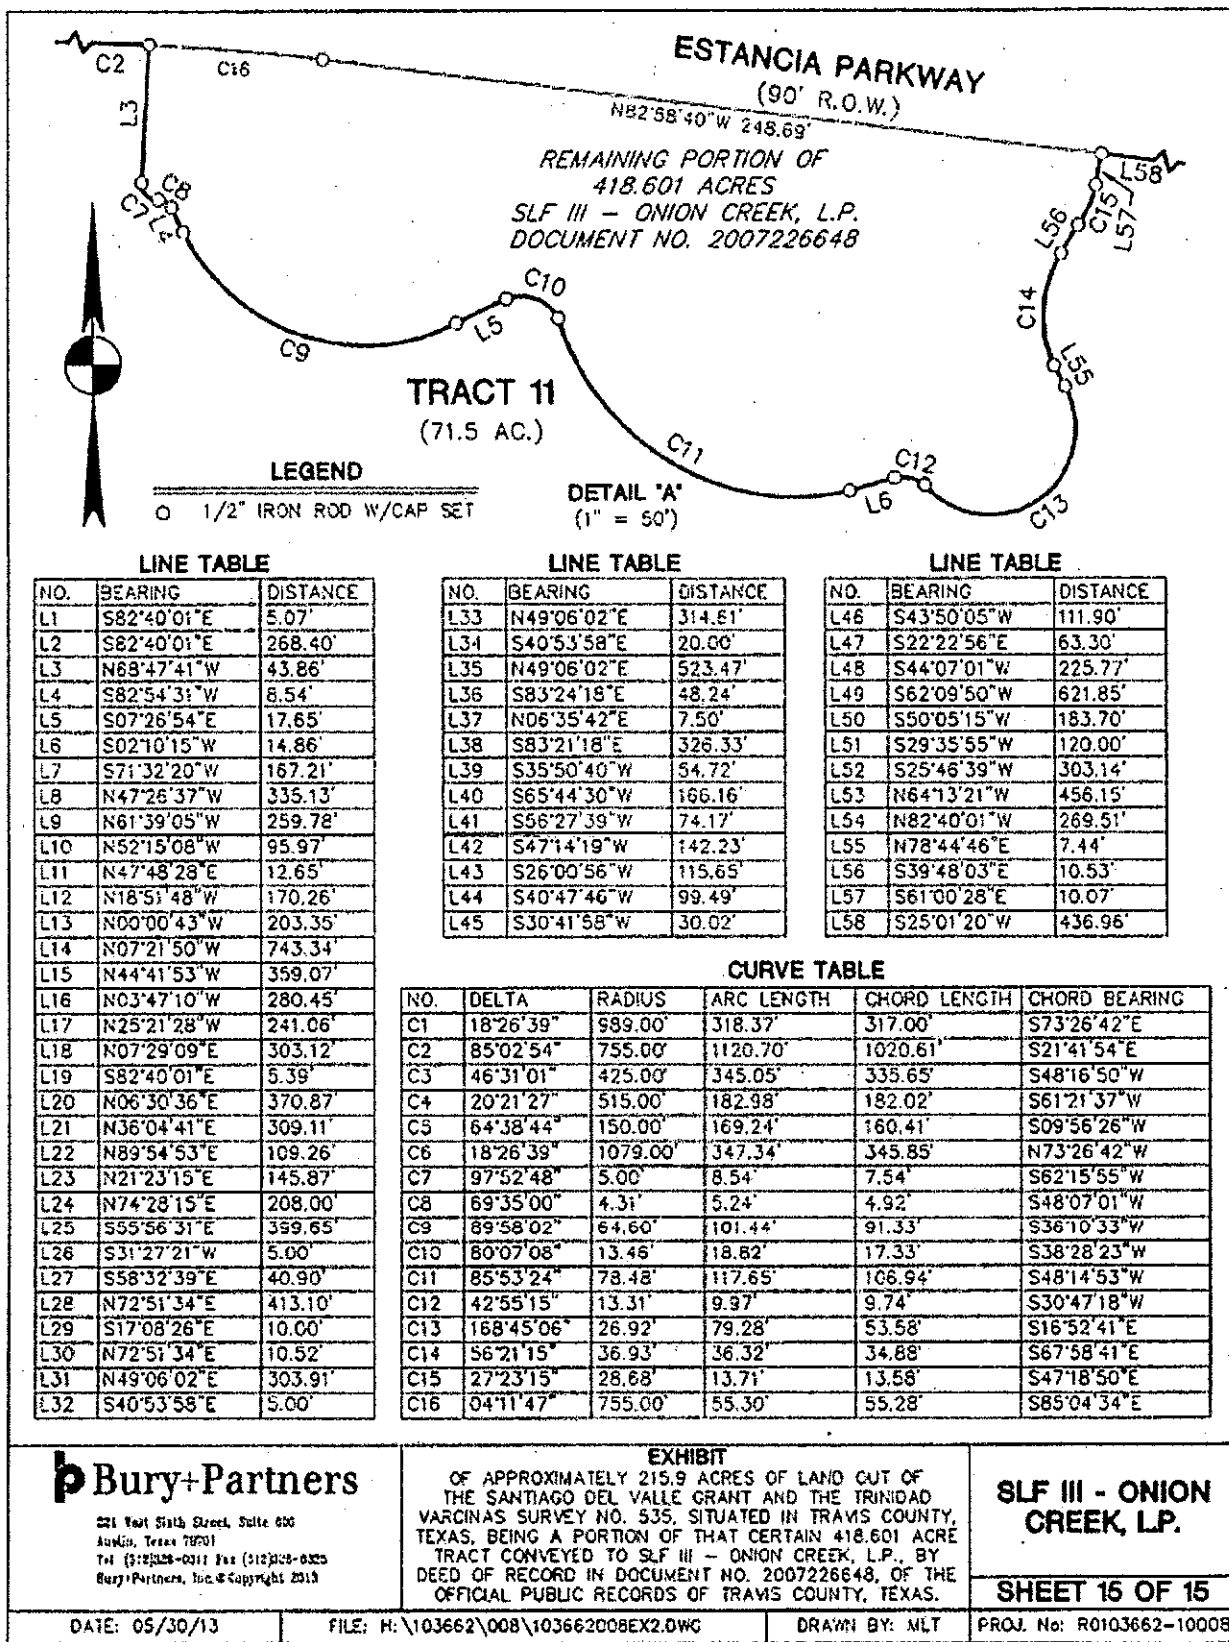 ESTANCIA PARKWAY
(90' R.O.W.)
C2
C16
N82°58'40"W 248.69'
L3
L58
REMAINING PORTION OF
418.601 ACRES
SLF III – ONION CREEK, L.P.
DOCUMENT NO. 2007226648
C7
C8
L4
C15
L57
L56
C10
L5
C9
C14
L55
TRACT 11
(71.5 AC.)
C11
C12
L6
C13
LEGEND
O 1/2" IRON ROD W/CAP SET
DETAIL "A"
(1" = 50')
LINE TABLE
NO. BEARING DISTANCE
L1 S82°40'01"E 5.07'
L2 S82°40'01"E 268.40'
L3 N68°47'41"W 43.86'
L4 S82°54'31"W 8.54'
L5 S07°26'54"E 17.65'
L6 S02°10'15"W 14.86'
L7 S71°32'20"W 167.21'
L8 N47°26'37"W 335.13'
L9 N61°39'05"W 259.78'
L10 N52°15'08"W 95.97'
L11 N47°48'28"E 12.65'
L12 N18°51'48"W 170.26'
L13 N00°00'43"W 203.35'
L14 N07°21'50"W 743.34'
L15 N44°41'53"W 359.07'
L16 N03°47'10"W 280.45'
L17 N25°21'28"W 241.06'
L18 N07°29'09"E 303.12'
L19 S82°40'01"E 5.39'
L20 N06°30'36"E 370.87'
L21 N36°04'41"E 309.11'
L22 N89°54'53"E 109.26'
L23 N21°23'15"E 145.87'
L24 N74°28'15"E 208.00'
L25 S55°56'31"E 399.65'
L26 S31°27'21"W 5.00'
L27 S58°32'39"E 40.90'
L28 N72°51'34"E 413.10'
L29 S17°08'26"E 10.00'
L30 N72°51'34"E 10.52'
L31 N49°06'02"E 303.91'
L32 S40°53'58"E 5.00'
LINE TABLE
NO. BEARING DISTANCE
L33 N49°06'02"E 314.61'
L34 S40°53'58"E 20.00'
L35 N49°06'02"E 523.47'
L36 S83°24'18"E 48.24'
L37 N06°35'42"E 7.50'
L38 S83°21'18"E 326.33'
L39 S35°50'40"W 54.72'
L40 S65°44'30"W 166.16'
L41 S56°27'39"W 74.17'
L42 S47°14'19"W 142.23'
L43 S26°00'56"W 115.65'
L44 S40°47'46"W 99.49'
L45 S30°41'58"W 30.02'
LINE TABLE
NO. BEARING DISTANCE
L46 S43°50'05"W 111.90'
L47 S22°22'56"E 63.30'
L48 S44°07'01"W 225.77'
L49 S62°09'50"W 621.85'
L50 S50°05'15"W 183.70'
L51 S29°35'55"W 120.00'
L52 S25°46'39"W 303.14'
L53 N64°13'21"W 456.15'
L54 N82°40'01"W 269.51'
L55 N78°44'46"E 7.44'
L56 S39°48'03"E 10.53'
L57 S61°00'28"E 10.07'
L58 S25°01'20"W 436.96'
CURVE TABLE
NO. DELTA RADIUS ARC LENGTH CHORD LENGTH CHORD BEARING
C1 18°26'39" 989.00' 318.37' 317.00' S73°26'42"E
C2 85°02'54" 755.00' 1120.70' 1020.61' S21°41'54"E
C3 46°31'01" 425.00' 345.05' 335.65' S48°16'50"W
C4 20°21'27" 515.00' 182.98' 182.02' S61°21'37"W
C5 64°38'44" 150.00' 169.24' 160.41' S09°56'26"W
C6 18°26'39" 1079.00' 347.34' 345.85' N73°26'42"W
C7 97°52'48" 5.00' 8.54' 7.54' S62°15'55"W
C8 69°35'00" 4.31' 5.24' 4.92' S48°07'01"W
C9 89°58'02" 64.60' 101.44' 91.33' S36°10'33"W
C10 80°07'08" 13.46' 18.82' 17.33' S38°28'23"W
C11 85°53'24" 78.48' 117.65' 106.94' S48°14'53"W
C12 42°55'15" 13.31' 9.97' 9.74' S30°47'18"W
C13 168°45'06" 26.92' 79.28' 53.58' S16°52'41"E
C14 56°21'15" 36.93' 36.32' 34.88' S67°58'41"E
C15 27°23'15" 28.68' 13.71' 13.58' S47°18'50"E
C16 04°11'47" 755.00' 55.30' 55.28' S85°04'34"E
Bury+Partners
221 West Sixth Street, Suite 600
Austin, Texas 78701
Bury+Partners, Inc. © Copyright 2013
EXHIBIT
OF APPROXIMATELY 215.9 ACRES OF LAND OUT OF
THE SANTIAGO DEL VALLE GRANT AND THE TRINIDAD
VARCINAS SURVEY NO. 535, SITUATED IN TRAVIS COUNTY,
TEXAS, BEING A PORTION OF THAT CERTAIN 418.601 ACRE
TRACT CONVEYED TO SLF III – ONION CREEK, L.P., BY
DEED OF RECORD IN DOCUMENT NO. 2007226648, OF THE
OFFICIAL PUBLIC RECORDS OF TRAVIS COUNTY, TEXAS.
SLF III - ONION
CREEK, L.P.
SHEET 15 OF 15
DATE: 05/30/13
FILE: H:\103662\008\103662008EX2.DWG
DRAWN BY: MLT
PROJ. No: R0103662-10008